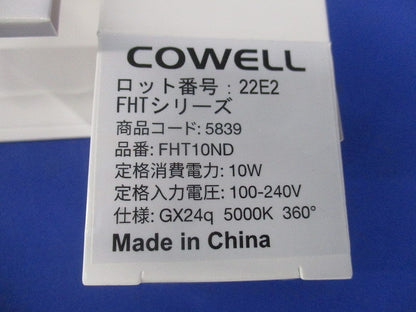 COWELL
ロット番号：22E2
FHTシリーズ
商品コード: 5839
品番: FHT10ND
定格消費電力: 10W
定格入力電圧: 100-240V
仕様: GX24q 5000K 360°
Made in China